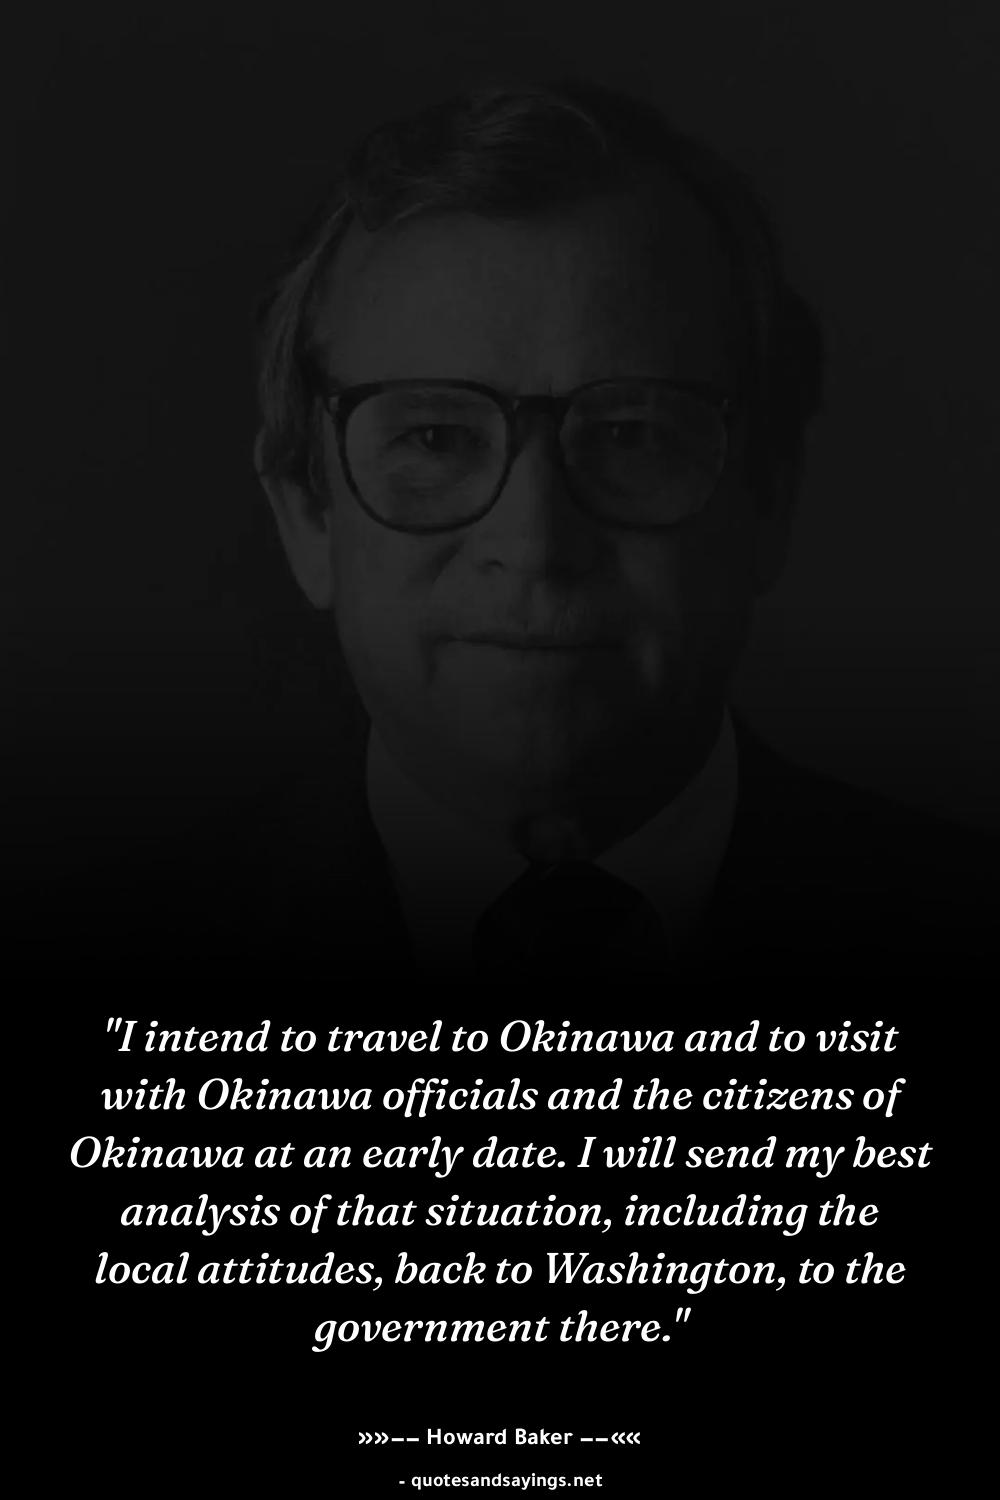 "I intend to travel to Okinawa and to visit
with Okinawa officials and the citizens of
Okinawa at an early date. I will send my best
analysis of that situation, including the
local attitudes, back to Washington, to the
government there."
»»−− Howard Baker −−««
- quotesandsayings.net